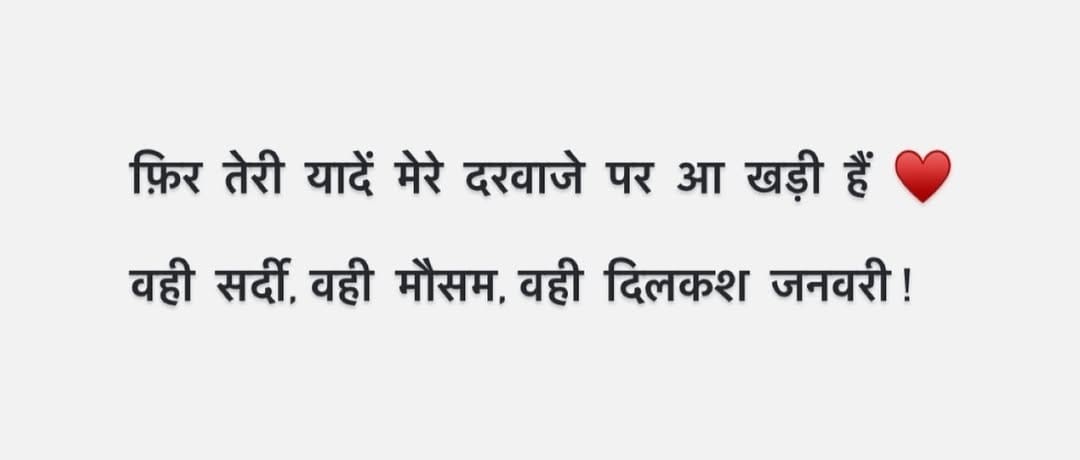 फ़िर तेरी यादें मेरे दरवाजे पर आ खड़ी हैं ♥️
वही सर्दी, वही मौसम, वही दिलकश जनवरी !